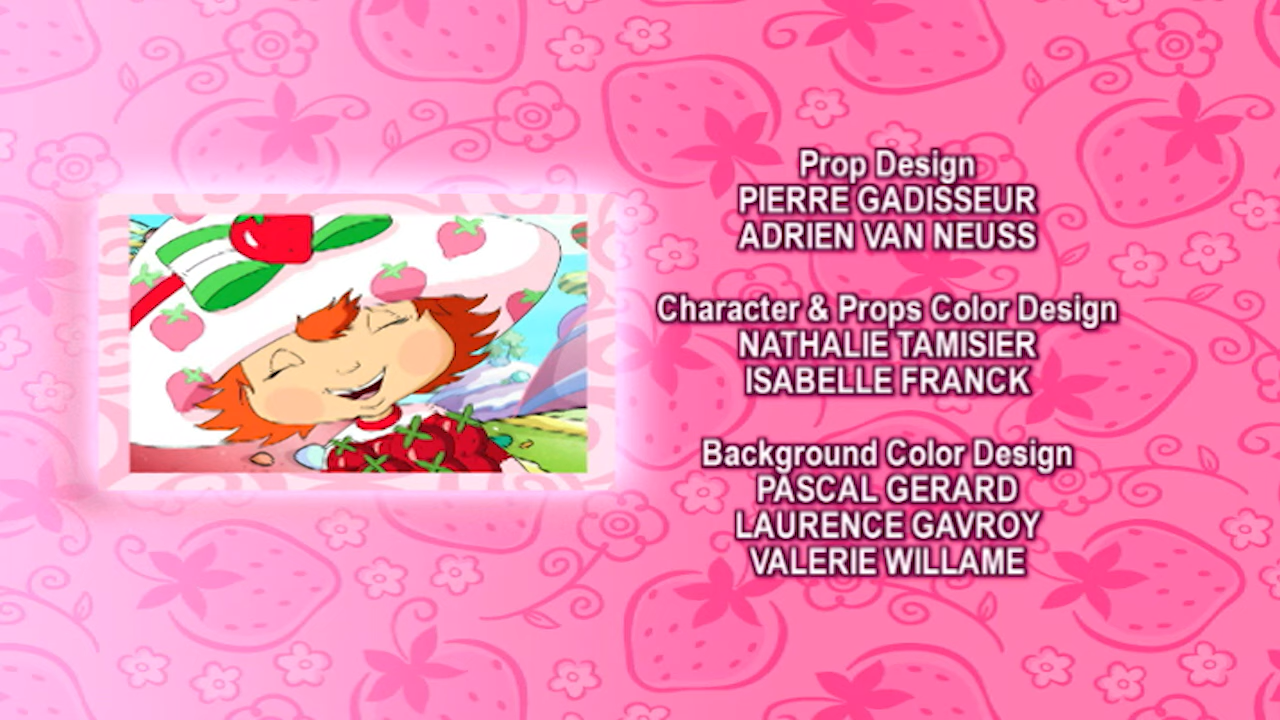 Prop Design
PIERRE GADISSEUR
ADRIEN VAN NEUSS
Character & Props Color Design
NATHALIE TAMISIER
ISABELLE FRANCK
Background Color Design
PASCAL GERARD
LAURENCE GAVROY
VALERIE WILLAME